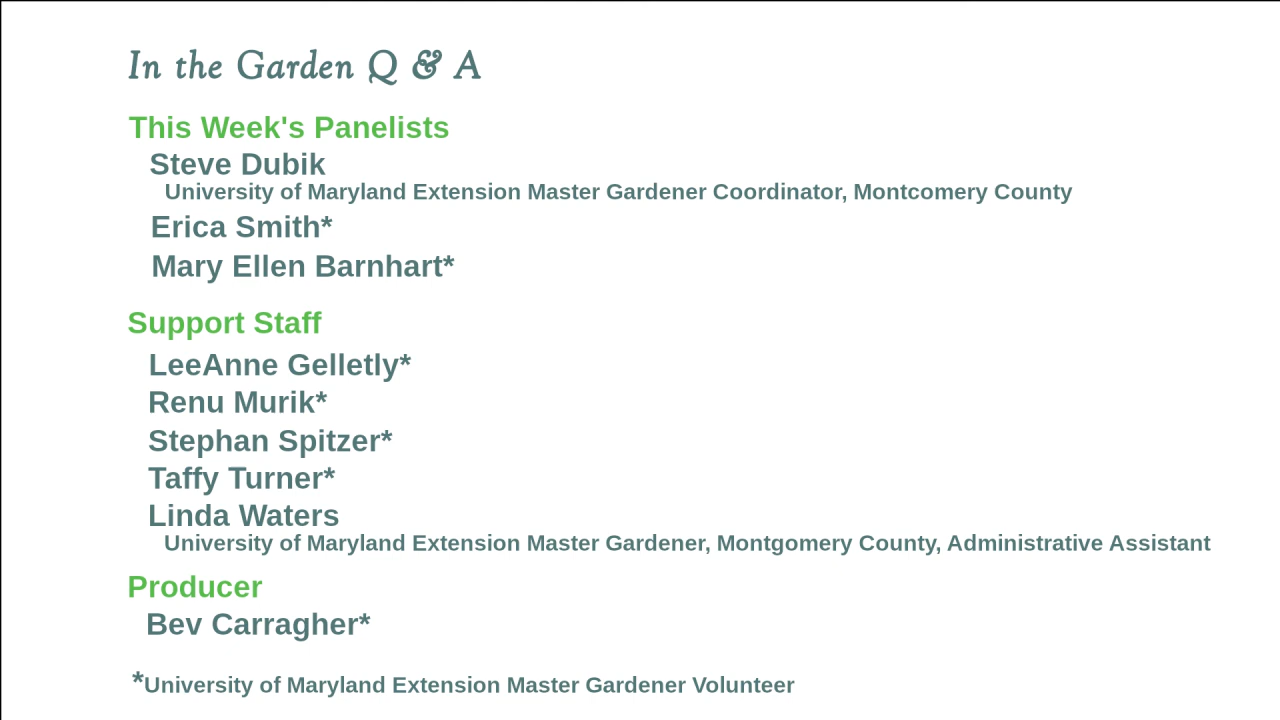 In the Garden Q & A
This Week's Panelists
Steve Dubik
University of Maryland Extension Master Gardener Coordinator, Montcomery County
Erica Smith*
Mary Ellen Barnhart*
Support Staff
LeeAnne Gelletly*
Renu Murik*
Stephan Spitzer*
Taffy Turner*
Linda Waters
University of Maryland Extension Master Gardener, Montgomery County, Administrative Assistant
Producer
Bev Carragher*
*University of Maryland Extension Master Gardener Volunteer